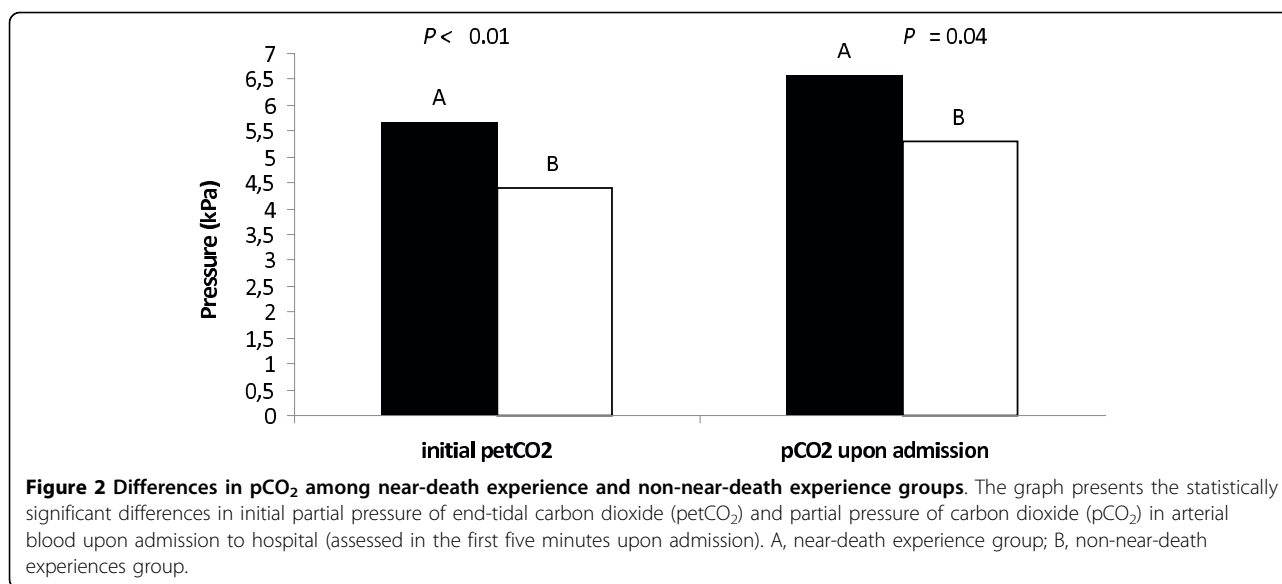 P < 0.01
P = 0.04
7
6,5
6
5,5
5
4,5
4
3,5
3
2,5
2
1,5
1
0,5
0
Pressure (kPa)
A
B
A
B
initial petCO2
pCO2 upon admission
Figure 2 Differences in pCO₂ among near-death experience and non-near-death experience groups. The graph presents the statistically
significant differences in initial partial pressure of end-tidal carbon dioxide (petCO₂) and partial pressure of carbon dioxide (pCO₂) in arterial
blood upon admission to hospital (assessed in the first five minutes upon admission). A, near-death experience group; B, non-near-death
experiences group.